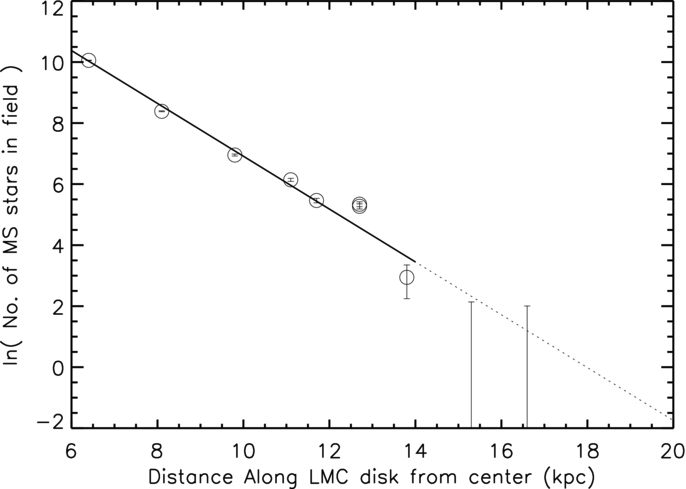 ln( No. of MS stars in field )
10
8
6
4
2
0
−2
6 8 10 12 14 16 18 20
Distance Along LMC disk from center (kpc)